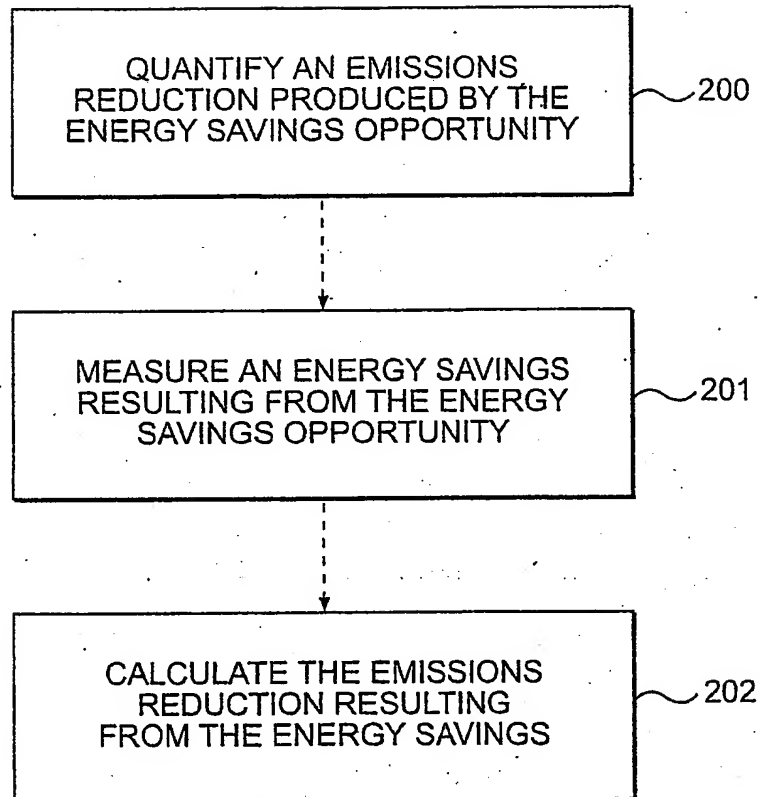 QUANTIFY AN EMISSIONS
REDUCTION PRODUCED BY THE
ENERGY SAVINGS OPPORTUNITY
200
MEASURE AN ENERGY SAVINGS
RESULTING FROM THE ENERGY
SAVINGS OPPORTUNITY
201
CALCULATE THE EMISSIONS
REDUCTION RESULTING
FROM THE ENERGY SAVINGS
202